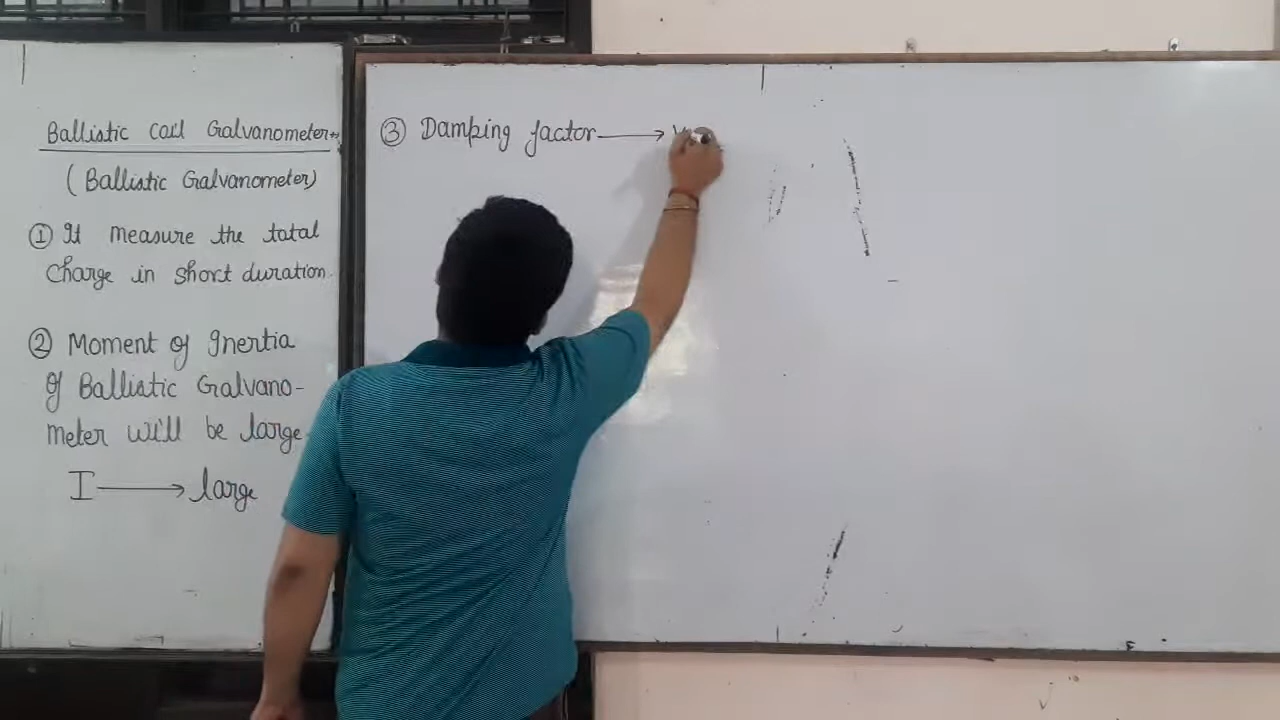 Ballistic Coil Galvanometer
(Ballistic Galvanometer)
① It measure the total
Charge in short duration.
② Moment of Inertia
of Ballistic Galvano-
meter will be large
I → large
③ Damping factor →